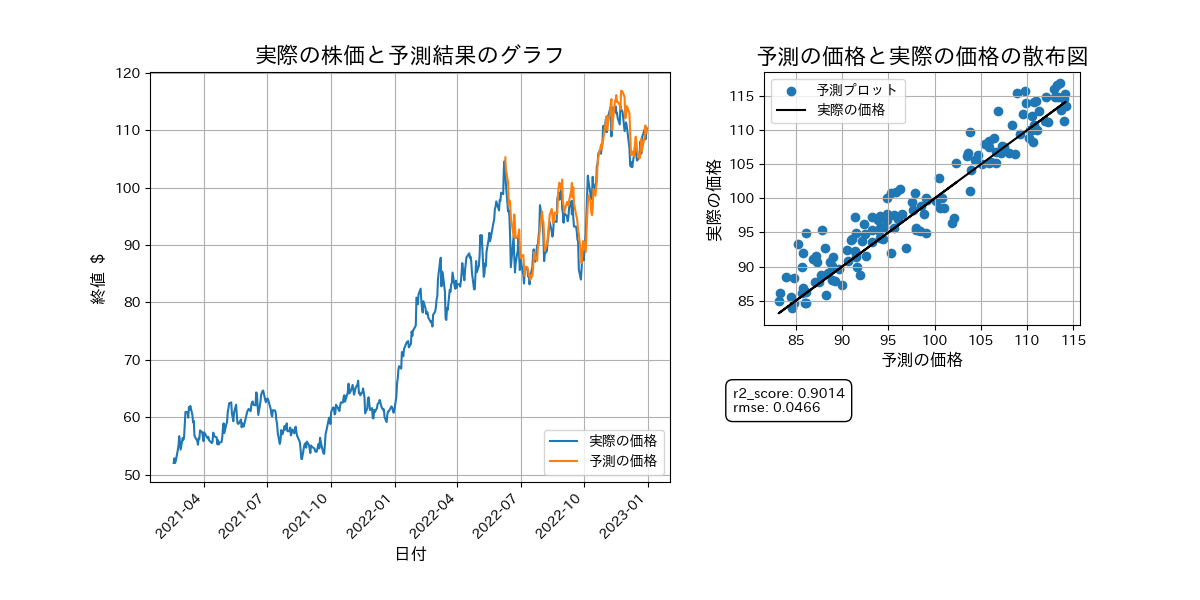 実際の株価と予測結果のグラフ
120
110
100
90
80
70
60
50
終値 $
2021-04
2021-07
2021-10
2022-01
2022-04
2022-07
2022-10
2023-01
日付
実際の価格
予測の価格
予測の価格と実際の価格の散布図
予測プロット
実際の価格
115
110
105
100
95
90
85
実際の価格
85
90
95
100
105
110
115
予測の価格
r2_score: 0.9014
rmse: 0.0466